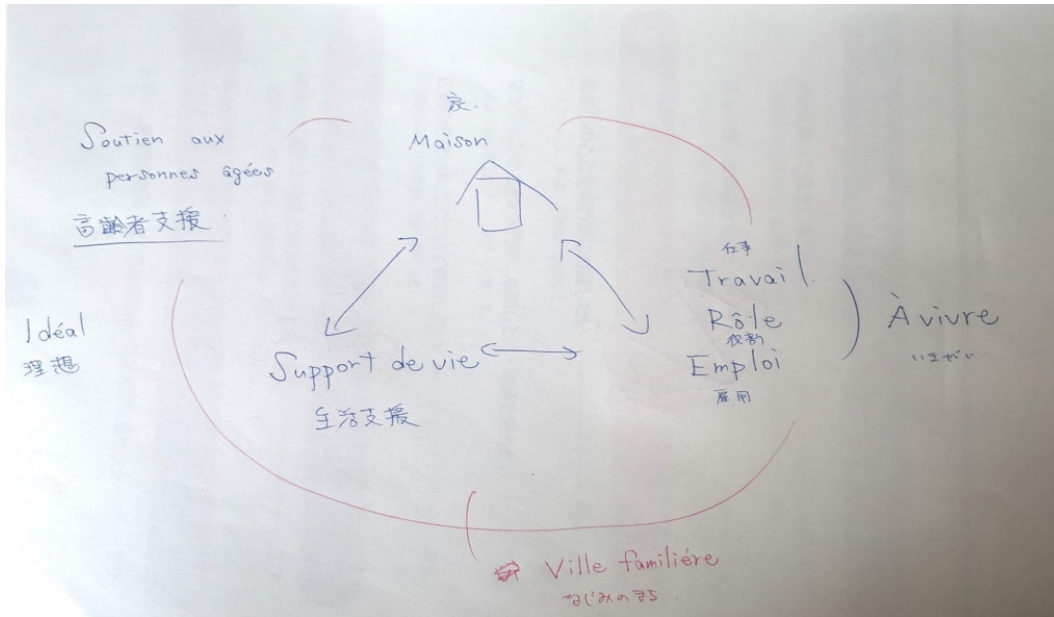 家.
Maison
Soutien aux
personnes âgées
高齢者支援.
仕事
Travail.
Rôle
役割
Emploi
雇用
À vivre
いきがい
Idéal
理想
Support de vie
生活支援
Ville familiére
なじみのまち